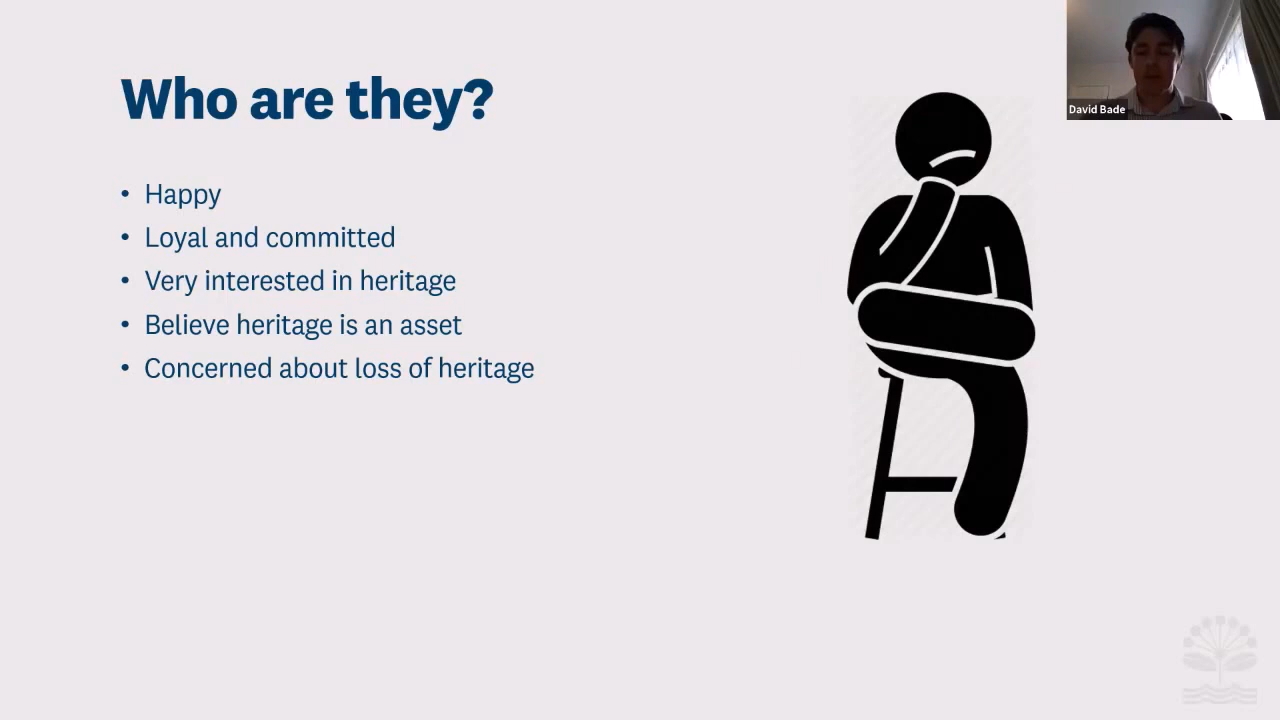 Who are they?
• Happy
• Loyal and committed
• Very interested in heritage
• Believe heritage is an asset
• Concerned about loss of heritage
David Bade